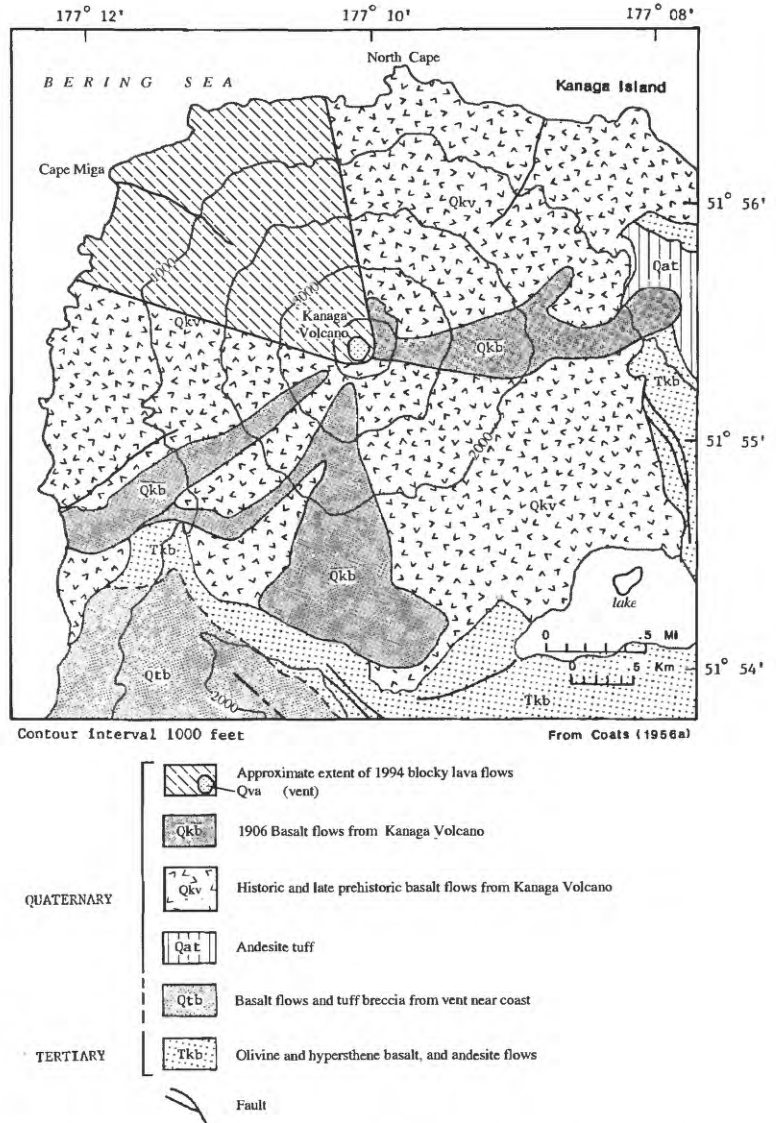 177° 12'
177° 10'
177° 08'
North Cape
BERING SEA
Kanaga Island
Cape Miga
51° 56'
Qkv
Qat
1000
3000
Kanaga
Volcano
Qkv
Qkb
Tkb
51° 55'
2000
Qkb
Qkv
Tkb
Qkb
lake
0 .5 Mi
0 .5 Km
51° 54'
Qtb
2000
Tkb
Contour Interval 1000 feet
From Coats (1956a)
Approximate extent of 1994 blocky lava flows
Qva (vent)
Qkb
1906 Basalt flows from Kanaga Volcano
Qkv
Historic and late prehistoric basalt flows from Kanaga Volcano
QUATERNARY
Qat
Andesite tuff
Qtb
Basalt flows and tuff breccia from vent near coast
TERTIARY
Tkb
Olivine and hypersthene basalt, and andesite flows
Fault